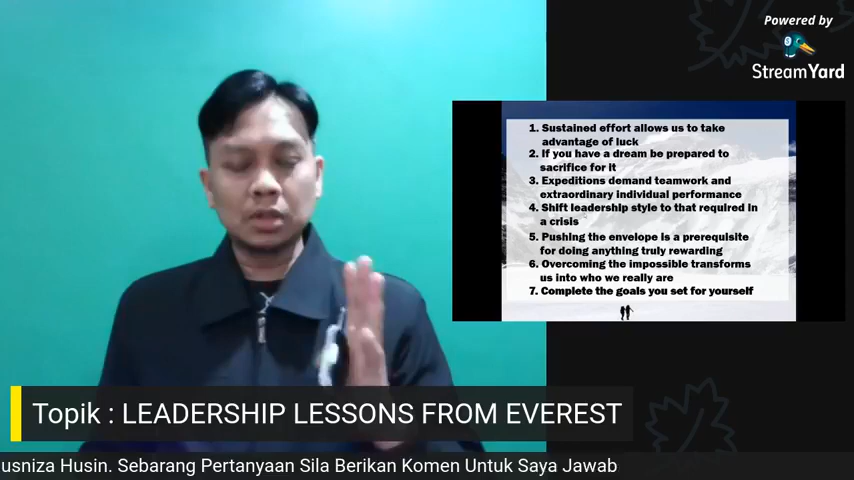 Powered by
StreamYard
1. Sustained effort allows us to take
advantage of luck
2. If you have a dream be prepared to
sacrifice for it
3. Expeditions demand teamwork and
extraordinary individual performance
4. Shift leadership style to that required in
a crisis
5. Pushing the envelope is a prerequisite
for doing anything truly rewarding
6. Overcoming the impossible transforms
us into who we really are
7. Complete the goals you set for yourself
Topik : LEADERSHIP LESSONS FROM EVEREST
usniza Husin. Sebarang Pertanyaan Sila Berikan Komen Untuk Saya Jawab